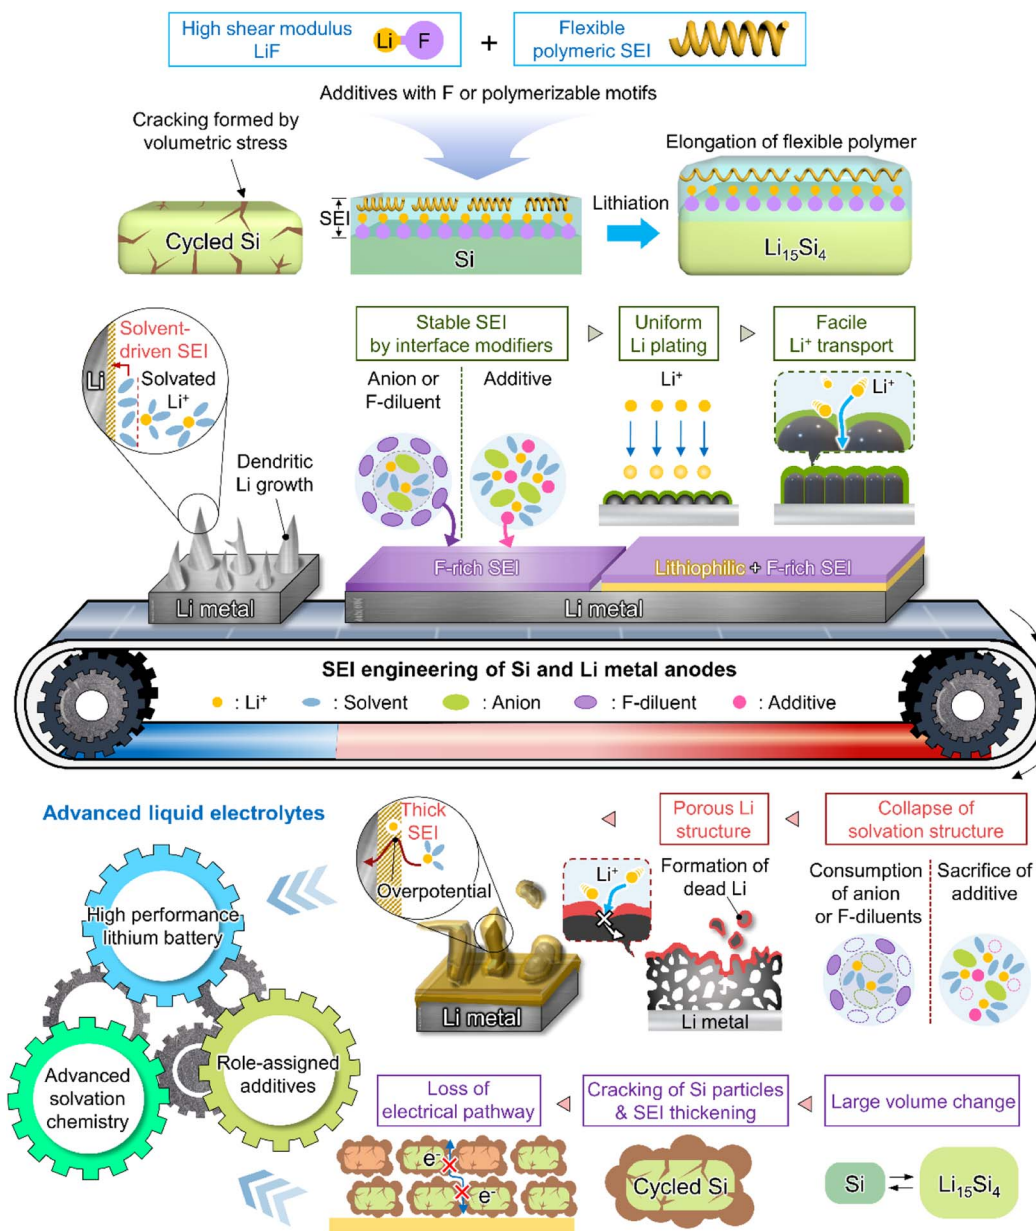 High shear modulus
LiF
Li
F
+
Flexible
polymeric SEI
Additives with F or polymerizable motifs
Cracking formed by
volumetric stress
Cycled Si
SEI
Si
Lithiation
Elongation of flexible polymer
Li₁₅Si₄
Solvent-
driven SEI
Li
Solvated
Li⁺
Dendritic
Li growth
Li metal
Stable SEI
by interface modifiers
Uniform
Li plating
Facile
Li⁺ transport
Anion or
F-diluent
Additive
Li⁺
Li⁺
F-rich SEI
Lithiophilic + F-rich SEI
Li metal
SEI engineering of Si and Li metal anodes
: Li⁺
: Solvent
: Anion
: F-diluent
: Additive
Advanced liquid electrolytes
High performance
lithium battery
Advanced
solvation
chemistry
Role-assigned
additives
Thick
SEI
Overpotential
Li metal
Porous Li
structure
Formation of
dead Li
Li⁺
Li metal
Collapse of
solvation structure
Consumption
of anion
or F-diluents
Sacrifice of
additive
Loss of
electrical pathway
e⁻
e⁻
Cracking of Si particles
& SEI thickening
Cycled Si
Large volume change
Si
Li₁₅Si₄